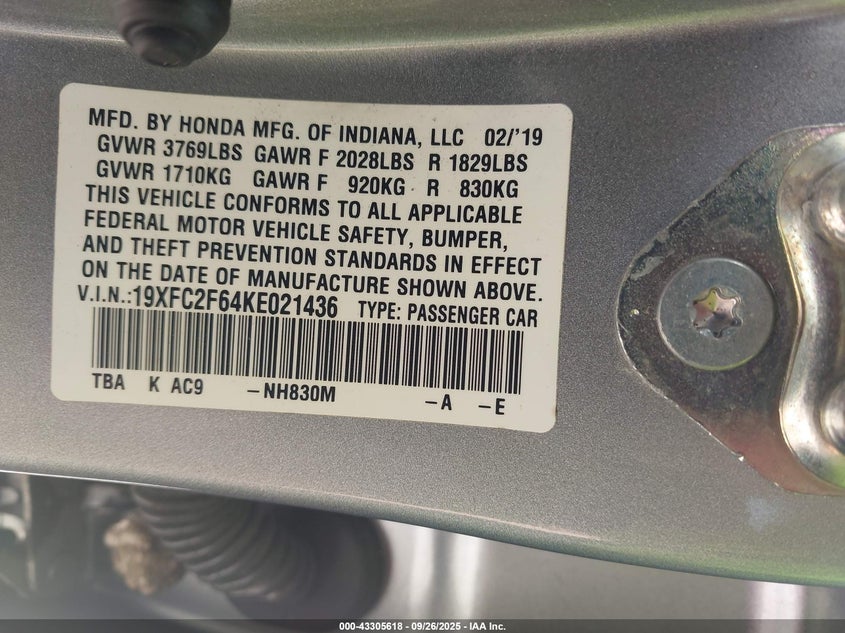 MFD. BY HONDA MFG. OF INDIANA, LLC 02/'19
GVWR 3769LBS GAWR F 2028LBS R 1829LBS
GVWR 1710KG GAWR F 920KG R 830KG
THIS VEHICLE CONFORMS TO ALL APPLICABLE
FEDERAL MOTOR VEHICLE SAFETY, BUMPER,
AND THEFT PREVENTION STANDARDS IN EFFECT
ON THE DATE OF MANUFACTURE SHOWN ABOVE.
V.I.N.:19XFC2F64KE021436 TYPE: PASSENGER CAR
TBA K AC9 –NH830M –A –E
000-43305618 - 09/26/2025 - IAA Inc.